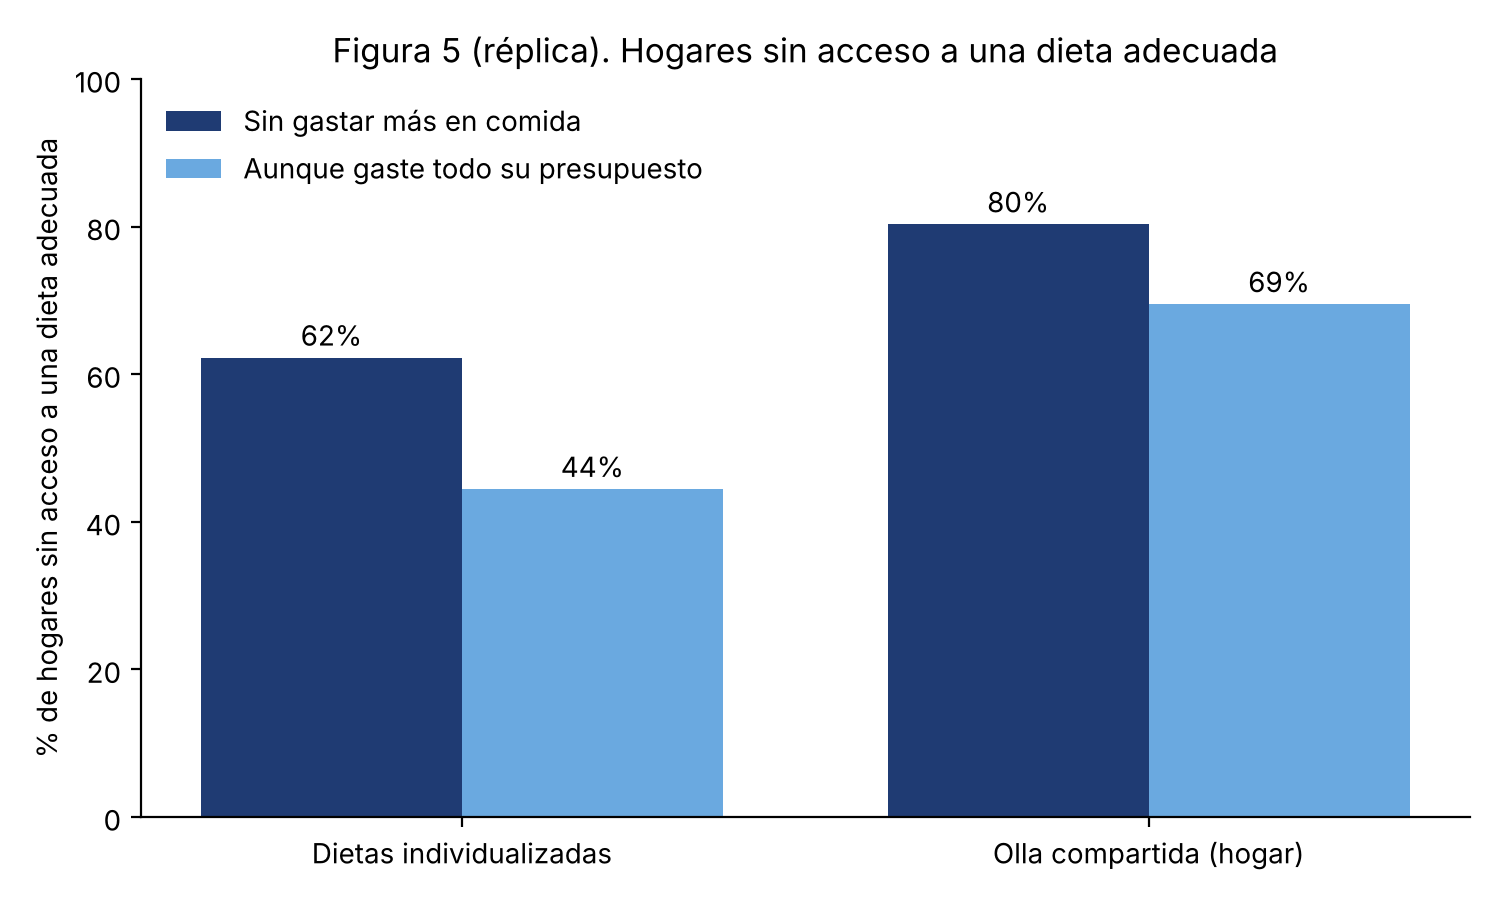 Figura 5 (réplica). Hogares sin acceso a una dieta adecuada
% de hogares sin acceso a una dieta adecuada
100
80
60
40
20
0
Sin gastar más en comida
Aunque gaste todo su presupuesto
62%
44%
80%
69%
Dietas individualizadas
Olla compartida (hogar)